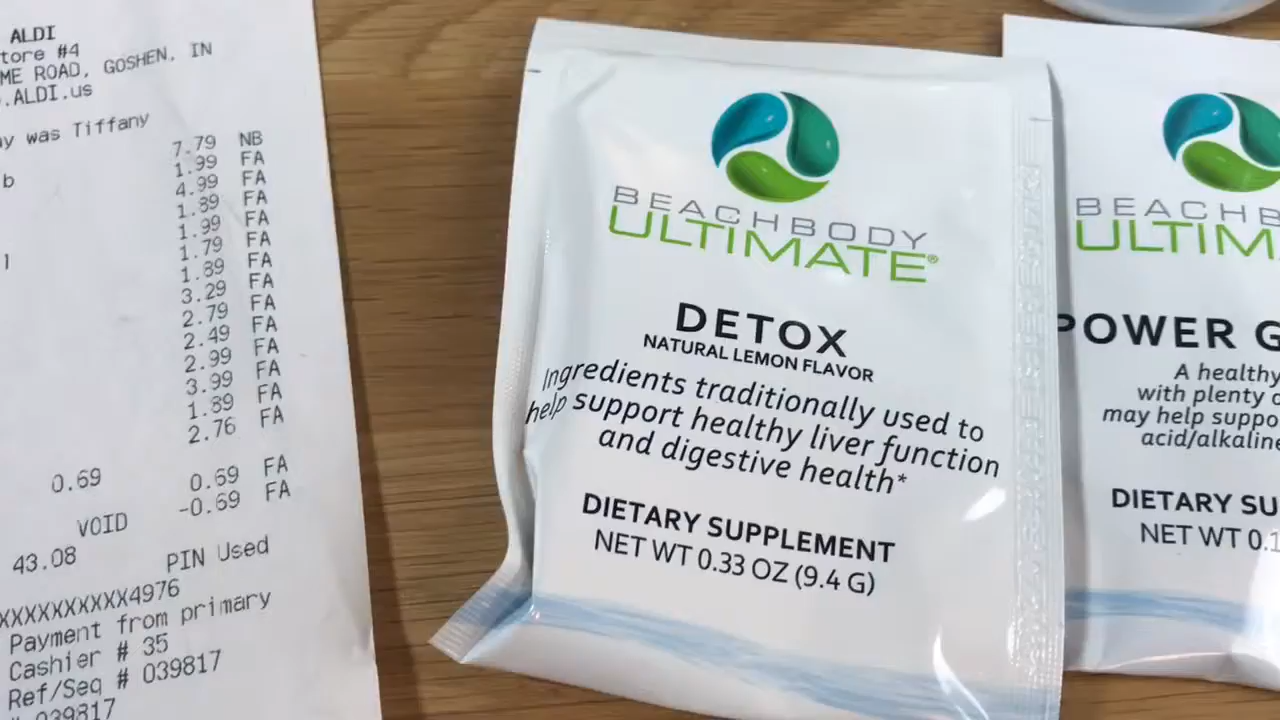 ALDI
tore #4
ME ROAD, GOSHEN, IN
.ALDI.us
y was Tiffany
7.79 NB
b 1.99 FA
4.99 FA
1.89 FA
1.99 FA
1.79 FA
l 1.89 FA
3.29 FA
2.79 FA
2.49 FA
2.99 FA
3.99 FA
1.89 FA
2.76 FA
0.69 0.69 FA
VOID -0.69 FA
43.08 PIN Used
XXXXXXXXXX4976
Payment from primary
Cashier # 35
Ref/Seq # 039817
# 039817
BEACHBODY
ULTIMATE®
DETOX
NATURAL LEMON FLAVOR
Ingredients traditionally used to
help support healthy liver function
and digestive health*
DIETARY SUPPLEMENT
NET WT 0.33 OZ (9.4 G)
BEACHB
ULTIM
POWER G
A healthy
with plenty o
may help suppo
acid/alkaline
DIETARY SU
NET WT 0.1